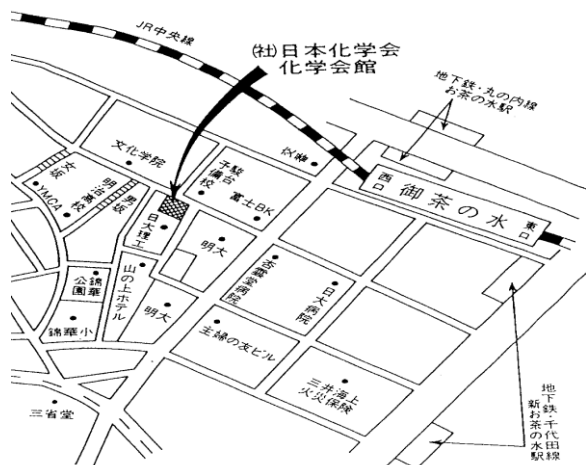 JR中央線
㈳日本化学会
化学会館
地下鉄・丸の内線
お茶の水駅
御茶の水
西口
東口
文化学院
駿台
予備校
富士BK
女坂
YMCA
明治高校
男坂
日大理工
明大
錦華
公園
山の上ホテル
明大
杏雲堂病院
日大病院
錦華小
主婦の友ビル
三井海上
火災保険
三省堂
地下鉄・千代田線
新お茶の水駅